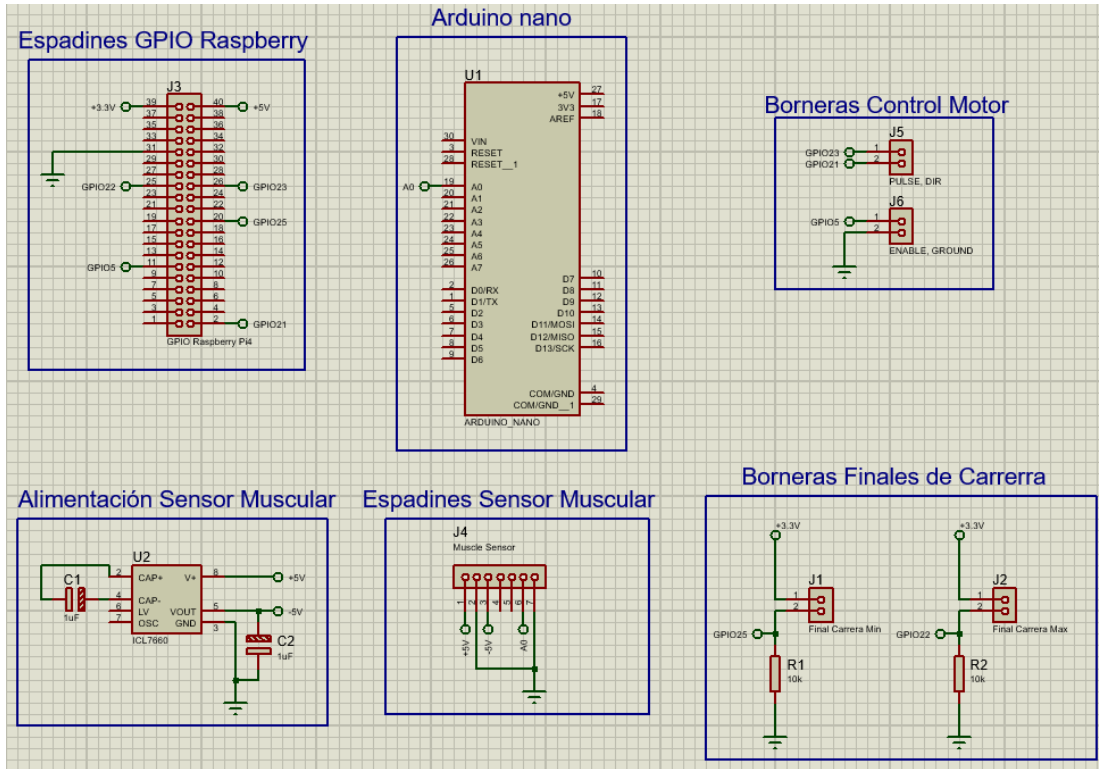 Espadines GPIO Raspberry
J3
+3.3V 39 40 +5V
37 38
35 36
33 34
31 32
29 30
27 28
GPIO22 25 26 GPIO23
23 24
21 22
19 20 GPIO25
17 18
15 16
13 14
GPIO5 11 12
9 10
7 8
5 6
3 4
1 2 GPIO21
GPIO Raspberry Pi4
Arduino nano
U1
+5V 27
3V3 17
AREF 18
30 VIN
3 RESET
28 RESET__1
A0 19 A0
20 A1
21 A2
22 A3
23 A4
24 A5
25 A6
26 A7
D7 10
D8 11
2 D0/RX D9 12
1 D1/TX D10 13
5 D2 D11/MOSI 14
6 D3 D12/MISO 15
7 D4 D13/SCK 16
8 D5
9 D6
COM/GND 4
COM/GND__1 29
ARDUINO_NANO
Borneras Control Motor
J5
GPIO23 1
GPIO21 2
PULSE, DIR
J6
GPIO5 1
2
ENABLE, GROUND
Alimentación Sensor Muscular
U2
C1
1uF
2 CAP+ V+ 8 +5V
4 CAP-
6 LV VOUT 5 -5V
7 OSC GND 3
ICL7660
C2
1uF
Espadines Sensor Muscular
J4
Muscle Sensor
1 2 3 4 5 6 7
+5V -5V A0
Borneras Finales de Carrerra
+3.3V
J1
1
2
Final Carrera Min
GPIO25
R1
10k
+3.3V
J2
1
2
Final Carrera Max
GPIO22
R2
10k